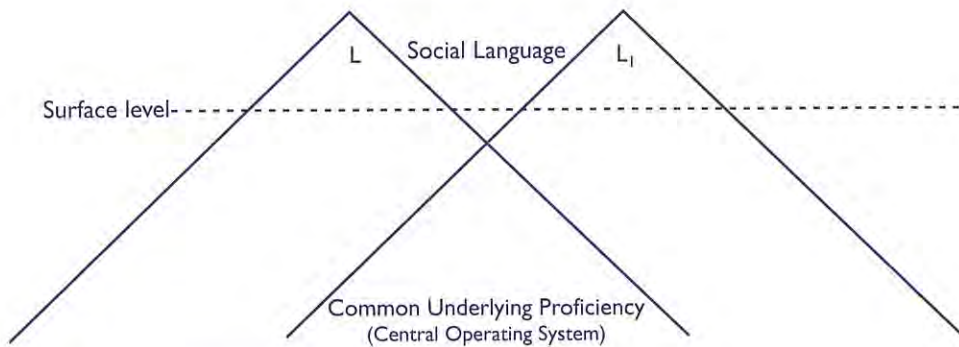 L
Social Language
L₁
Surface level
Common Underlying Proficiency
(Central Operating System)